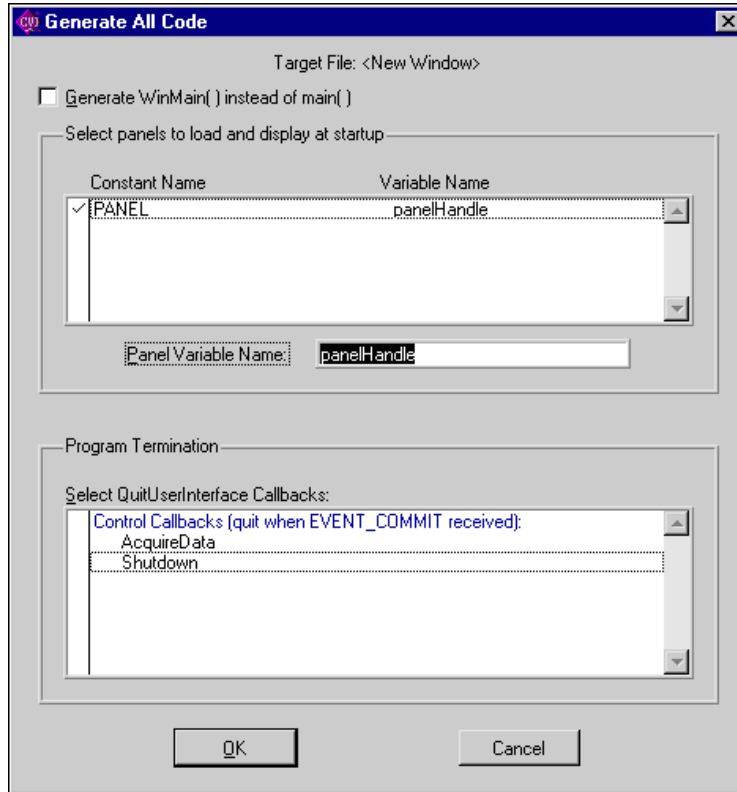 CVI Generate All Code
Target File: <New Window>
Generate WinMain( ) instead of main( )
Select panels to load and display at startup
Constant Name Variable Name
PANEL panelHandle
Panel Variable Name: panelHandle
Program Termination
Select QuitUserInterface Callbacks:
Control Callbacks (quit when EVENT_COMMIT received):
AcquireData
Shutdown
OK Cancel